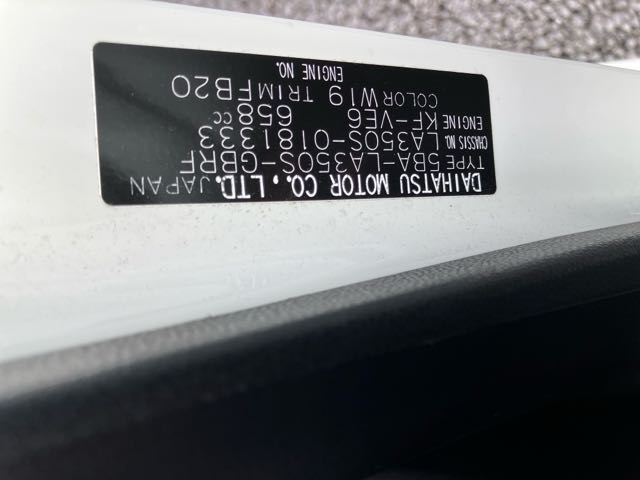 DAIHATSU MOTOR CO., LTD. JAPAN
TYPE 5BA-LA350S-GBRF
CHASSIS NO. LA350S-0181333
ENGINE KF-VE6 658cc
COLOR W19 TRIM FB20
ENGINE NO.